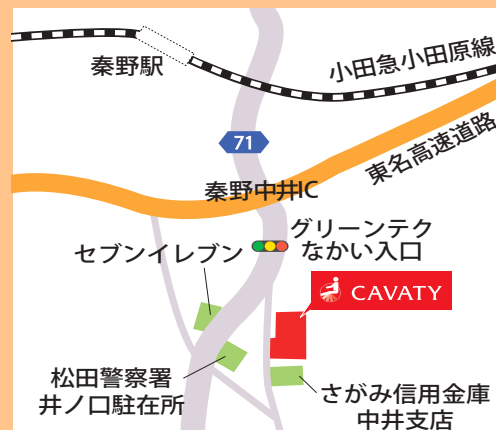 秦野駅
小田急小田原線
71
東名高速道路
秦野中井IC
グリーンテク
なかい入口
セブンイレブン
CAVATY
松田警察署
井ノ口駐在所
さがみ信用金庫
中井支店